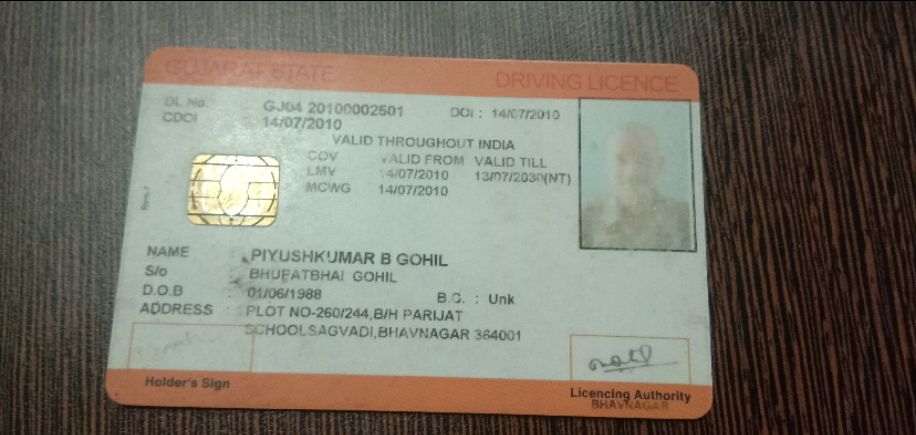 GUJARAT STATE DRIVING LICENCE
DL No. : GJ04 20100002501 DOI : 14/07/2010
CDOI : 14/07/2010
VALID THROUGHOUT INDIA
COV VALID FROM VALID TILL
LMV 14/07/2010 13/07/2030(NT)
MCWG 14/07/2010
NAME : PIYUSHKUMAR B GOHIL
S/o : BHUPATBHAI GOHIL
D.O.B : 01/06/1988 B.G. : Unk
ADDRESS : PLOT NO-260/244,B/H PARIJAT
SCHOOLSAGVADI,BHAVNAGAR 364001
Holder's Sign
Licencing Authority
BHAVNAGAR